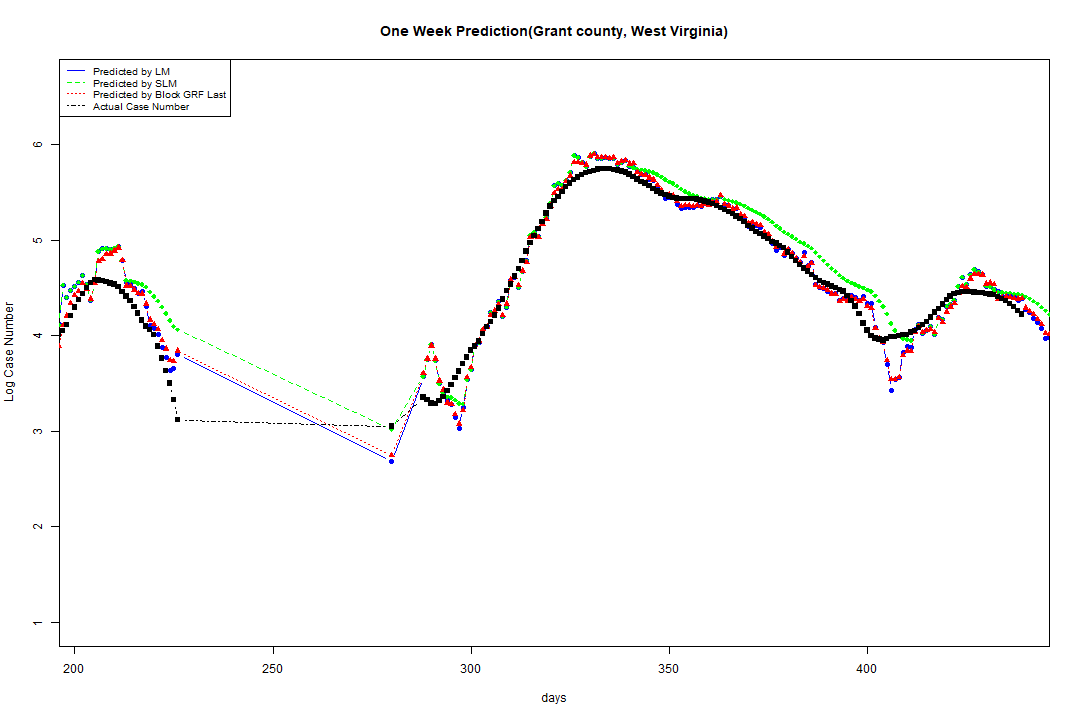 One Week Prediction(Grant county, West Virginia)
Predicted by LM
Predicted by SLM
Predicted by Block GRF Last
Actual Case Number
6
5
4
3
2
1
Log Case Number
200 250 300 350 400
days